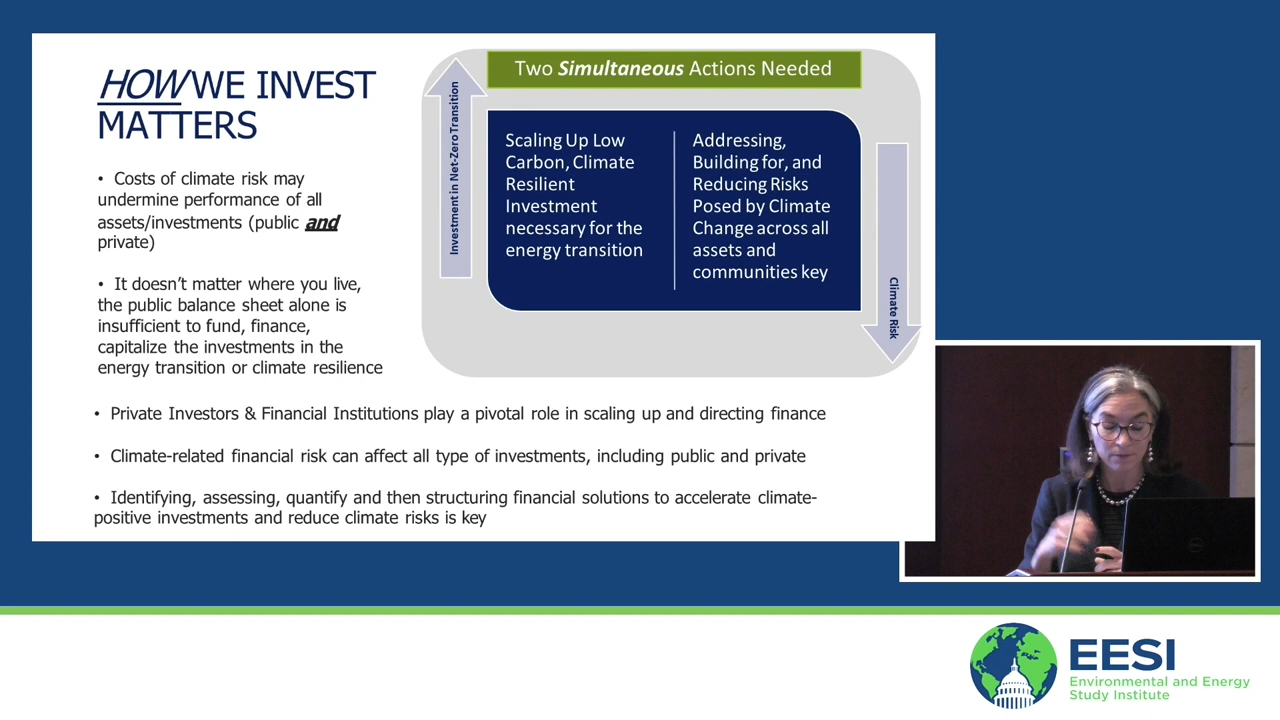 HOW WE INVEST
MATTERS
• Costs of climate risk may
undermine performance of all
assets/investments (public and
private)
• It doesn’t matter where you live,
the public balance sheet alone is
insufficient to fund, finance,
capitalize the investments in the
energy transition or climate resilience
• Private Investors & Financial Institutions play a pivotal role in scaling up and directing finance
• Climate-related financial risk can affect all type of investments, including public and private
• Identifying, assessing, quantify and then structuring financial solutions to accelerate climate-
positive investments and reduce climate risks is key
Two Simultaneous Actions Needed
Investment in Net-Zero Transition
Scaling Up Low
Carbon, Climate
Resilient
Investment
necessary for the
energy transition
Addressing,
Building for, and
Reducing Risks
Posed by Climate
Change across all
assets and
communities key
Climate Risk
EESI
Environmental and Energy
Study Institute